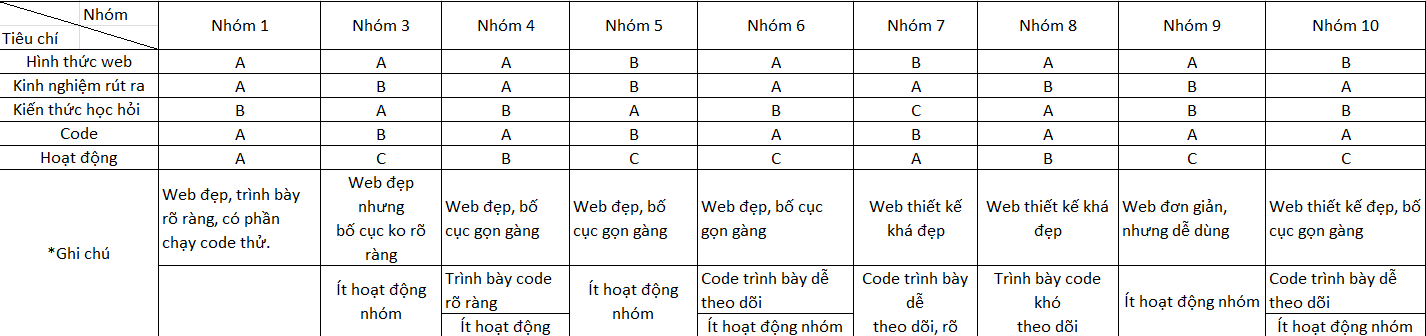 Nhóm
Tiêu chí
Nhóm 1 Nhóm 3 Nhóm 4 Nhóm 5 Nhóm 6 Nhóm 7 Nhóm 8 Nhóm 9 Nhóm 10
Hình thức web A A A B A B A A B
Kinh nghiệm rút ra A B A B A A B B A
Kiến thức học hỏi B A B A B C A B B
Code A B A B A B A A A
Hoạt động A C B C C A B C C
*Ghi chú
Web đẹp, trình bày
rõ ràng, có phần
chạy code thử.
Web đẹp
nhưng
bố cục ko rõ
ràng
Web đẹp, bố
cục gọn gàng
Web đẹp, bố
cục gọn gàng
Web đẹp, bố cục
gọn gàng
Web thiết kế
khá đẹp
Web thiết kế khá
đẹp
Web đơn giản,
nhưng dễ dùng
Web thiết kế đẹp, bố
cục gọn gàng
Ít hoạt động
nhóm
Trình bày code
rõ ràng
Ít hoạt động
Ít hoạt động
nhóm
Code trình bày dễ
theo dõi
Ít hoạt động nhóm
Code trình bày
dễ
theo dõi, rõ
Trình bày code
khó
theo dõi
Ít hoạt động nhóm
Code trình bày dễ
theo dõi
Ít hoạt động nhóm